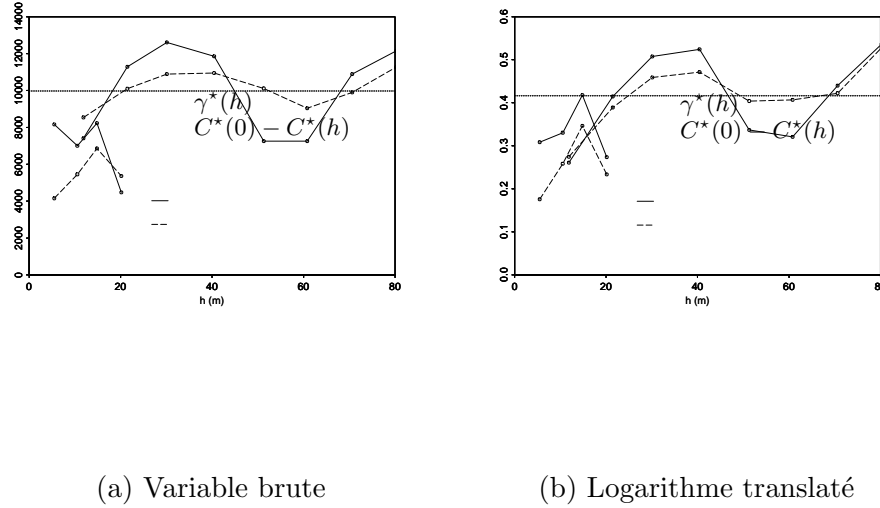 14000
12000
10000
8000
6000
4000
2000
0
γ*(h)
C*(0) − C*(h)
0 20 40 60 80
h (m)
(a) Variable brute
0.6
0.5
0.4
0.3
0.2
0.1
0.0
γ*(h)
C*(0) − C*(h)
0 20 40 60 80
h (m)
(b) Logarithme translaté